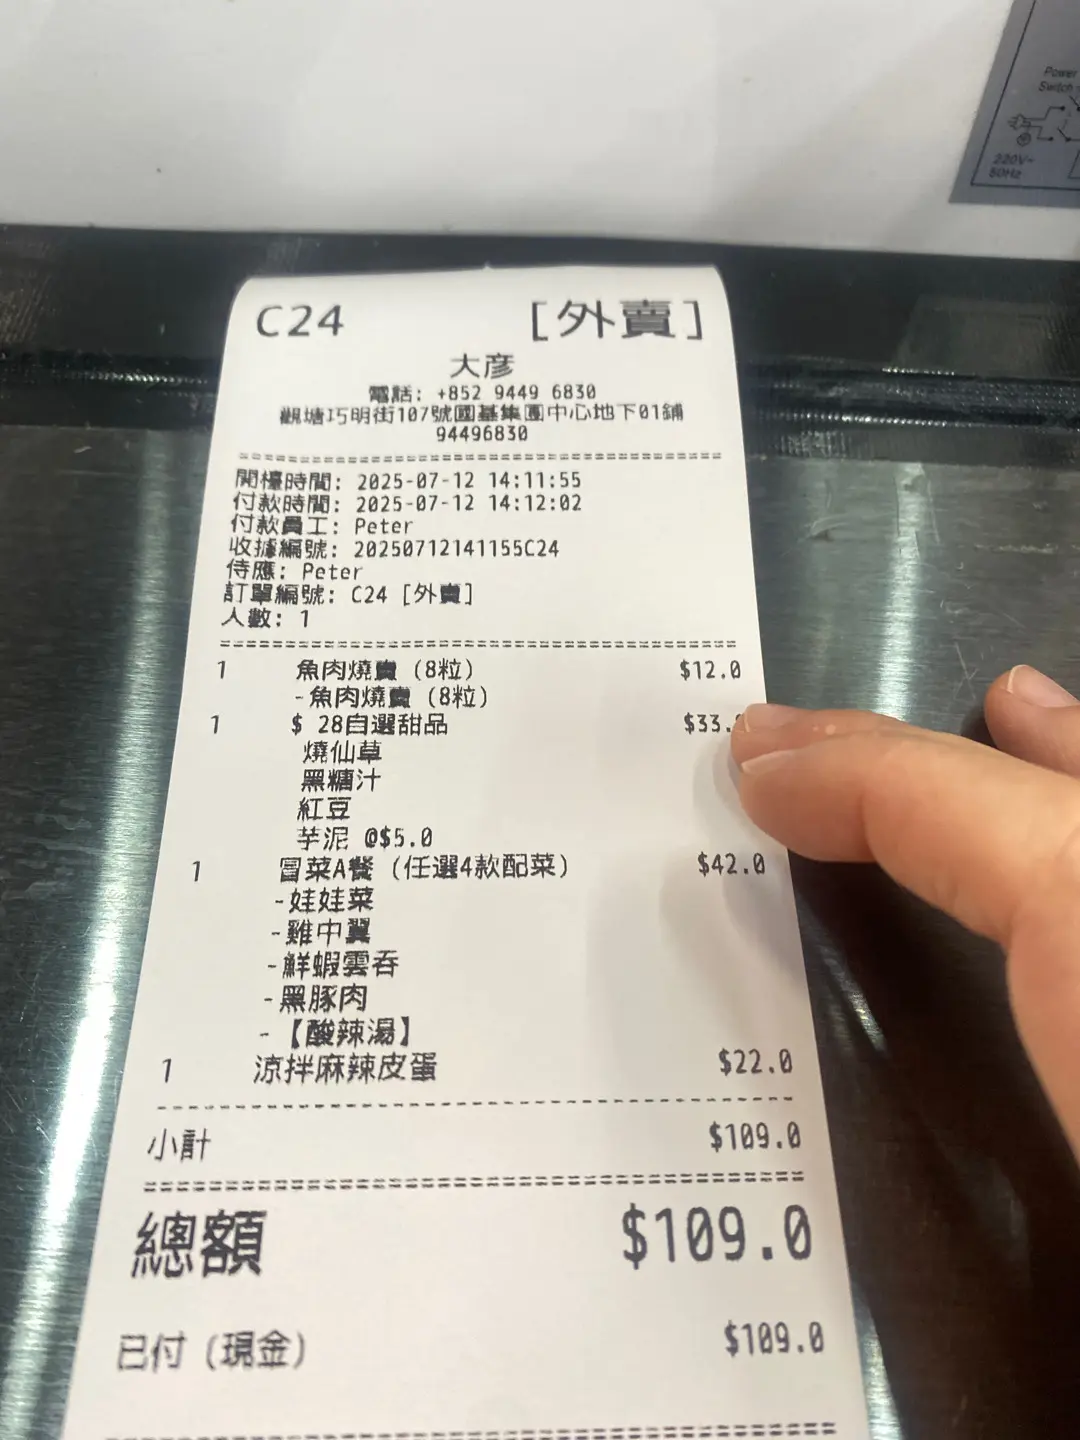 Power
Switch
220V~
50Hz
C24 [外賣]
大彦
電話: +852 9449 6830
觀塘巧明街107號國基集團中心地下01舖
94496830
開檯時間: 2025-07-12 14:11:55
付款時間: 2025-07-12 14:12:02
付款員工: Peter
收據編號: 20250712141155C24
侍應: Peter
訂單編號: C24 [外賣]
人數: 1
1 魚肉燒賣 (8粒) $12.0
-魚肉燒賣 (8粒)
1 $ 28自選甜品 $33.
燒仙草
黑糖汁
紅豆
芋泥 @$5.0
1 冒菜A餐 (任選4款配菜) $42.0
-娃娃菜
-雞中翼
-鮮蝦雲吞
-黑豚肉
-【酸辣湯】
1 涼拌麻辣皮蛋 $22.0
小計 $109.0
總額 $109.0
已付 (現金) $109.0